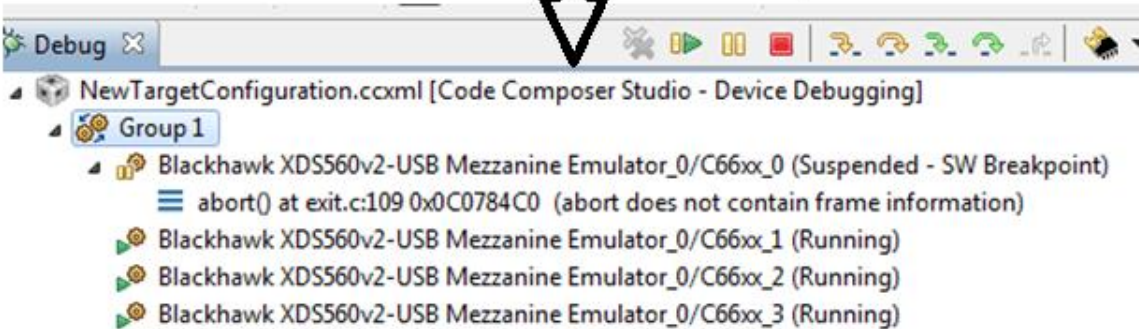 Debug
NewTargetConfiguration.ccxml [Code Composer Studio - Device Debugging]
Group 1
Blackhawk XDS560v2-USB Mezzanine Emulator_0/C66xx_0 (Suspended - SW Breakpoint)
abort() at exit.c:109 0x0C0784C0 (abort does not contain frame information)
Blackhawk XDS560v2-USB Mezzanine Emulator_0/C66xx_1 (Running)
Blackhawk XDS560v2-USB Mezzanine Emulator_0/C66xx_2 (Running)
Blackhawk XDS560v2-USB Mezzanine Emulator_0/C66xx_3 (Running)